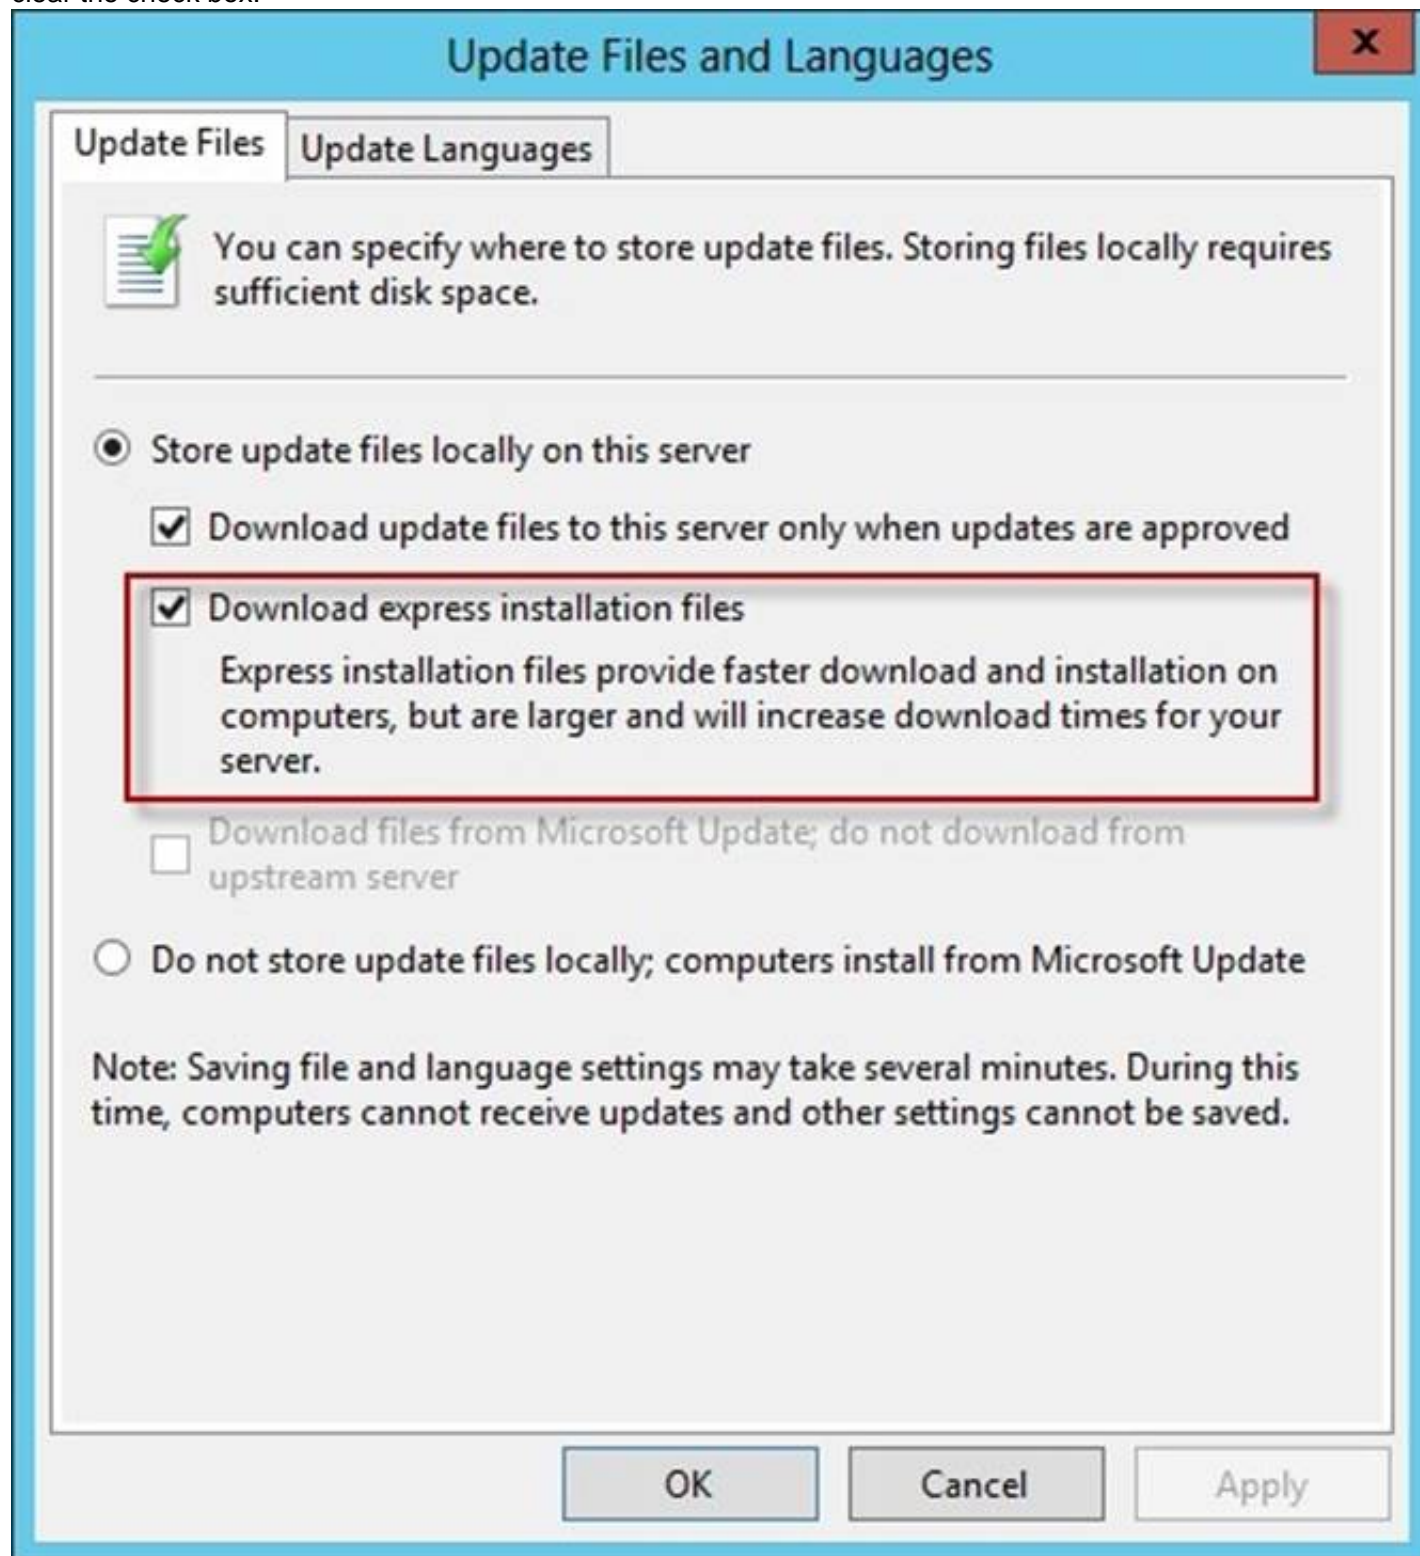 clear the check box.
Update Files and Languages
x
Update Files
Update Languages
You can specify where to store update files. Storing files locally requires
sufficient disk space.
Store update files locally on this server
Download update files to this server only when updates are approved
Download express installation files
Express installation files provide faster download and installation on
computers, but are larger and will increase download times for your
server.
Download files from Microsoft Update; do not download from
upstream server
Do not store update files locally; computers install from Microsoft Update
Note: Saving file and language settings may take several minutes. During this
time, computers cannot receive updates and other settings cannot be saved.
OK
Cancel
Apply